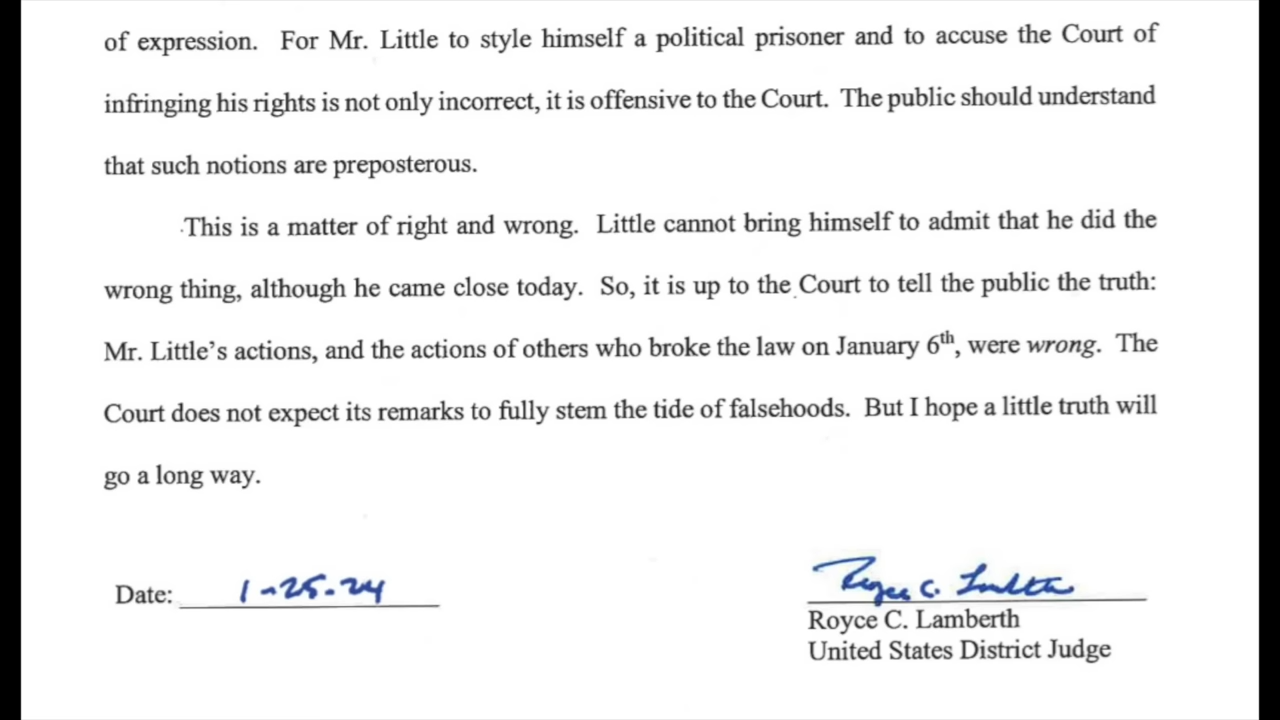 of expression. For Mr. Little to style himself a political prisoner and to accuse the Court of
infringing his rights is not only incorrect, it is offensive to the Court. The public should understand
that such notions are preposterous.
This is a matter of right and wrong. Little cannot bring himself to admit that he did the
wrong thing, although he came close today. So, it is up to the Court to tell the public the truth:
Mr. Little's actions, and the actions of others who broke the law on January 6th, were wrong. The
Court does not expect its remarks to fully stem the tide of falsehoods. But I hope a little truth will
go a long way.
Date: 1-25-24
Royce C. Lamberth
Royce C. Lamberth
United States District Judge